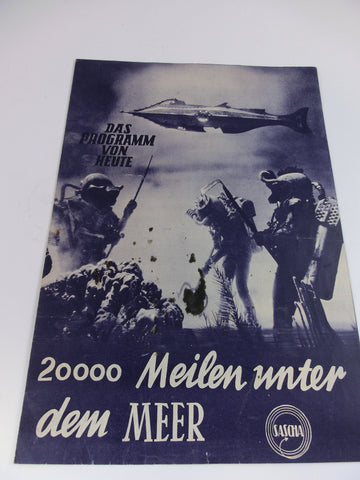 DAS
PROGRAMM
VON
HEUTE
20000 Meilen unter
dem MEER
SASCHA